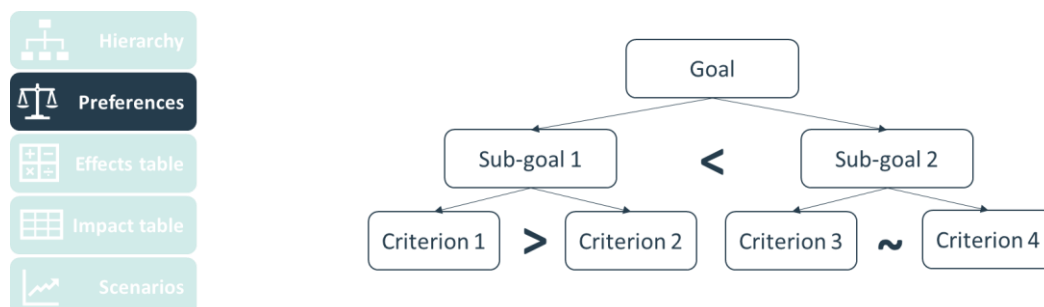 Hierarchy
Preferences
Effects table
Impact table
Scenarios
Goal
Sub-goal 1
<
Sub-goal 2
Criterion 1
>
Criterion 2
Criterion 3
~
Criterion 4